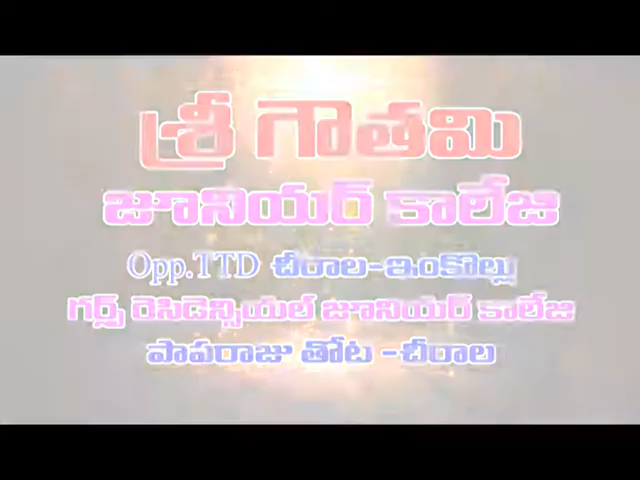 శ్రీ గౌతమి
జూనియర్ కాలేజి
Opp.TTD చీరాల-ఇంకొల్లు
గర్ల్స్ రెసిడెన్సియల్ జూనియర్ కాలేజి
పాపరాజు తోట -చీరాల